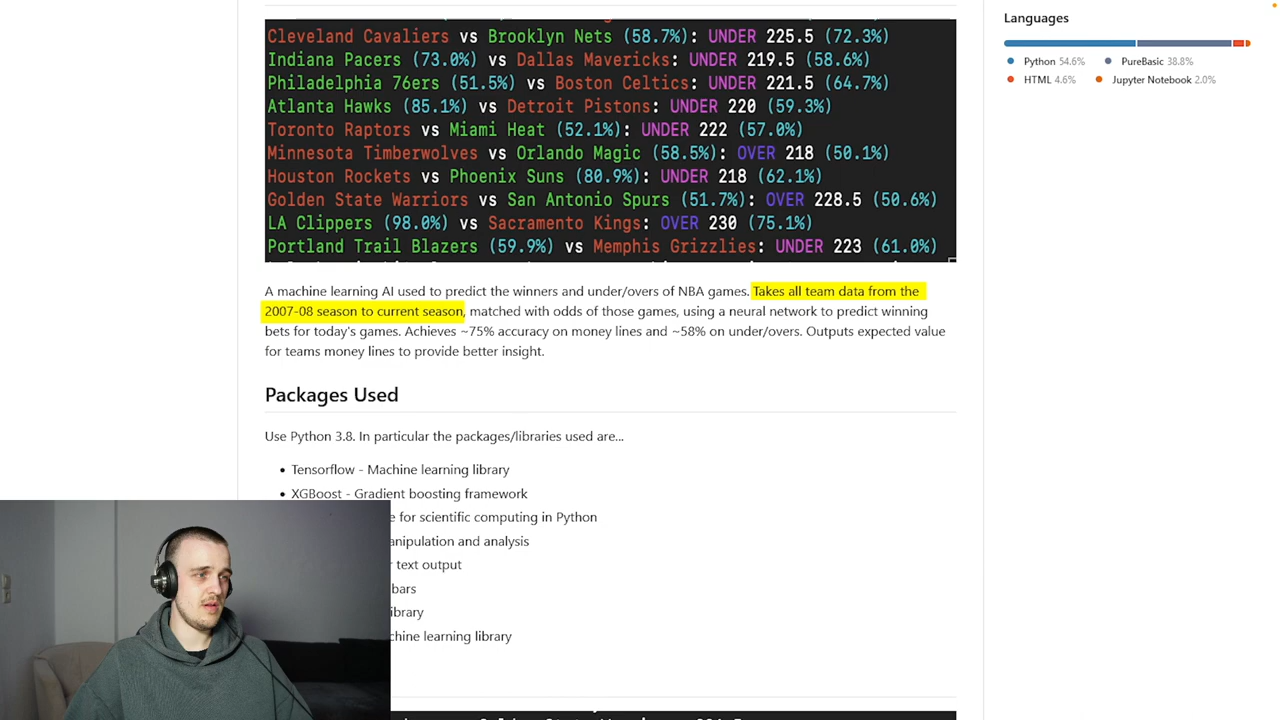 Languages
Python 54.6% PureBasic 38.8%
HTML 4.6% Jupyter Notebook 2.0%
Cleveland Cavaliers vs Brooklyn Nets (58.7%): UNDER 225.5 (72.3%)
Indiana Pacers (73.0%) vs Dallas Mavericks: UNDER 219.5 (58.6%)
Philadelphia 76ers (51.5%) vs Boston Celtics: UNDER 221.5 (64.7%)
Atlanta Hawks (85.1%) vs Detroit Pistons: UNDER 220 (59.3%)
Toronto Raptors vs Miami Heat (52.1%): UNDER 222 (57.0%)
Minnesota Timberwolves vs Orlando Magic (58.5%): OVER 218 (50.1%)
Houston Rockets vs Phoenix Suns (80.9%): UNDER 218 (62.1%)
Golden State Warriors vs San Antonio Spurs (51.7%): OVER 228.5 (50.6%)
LA Clippers (98.0%) vs Sacramento Kings: OVER 230 (75.1%)
Portland Trail Blazers (59.9%) vs Memphis Grizzlies: UNDER 223 (61.0%)
A machine learning AI used to predict the winners and under/overs of NBA games. Takes all team data from the
2007-08 season to current season, matched with odds of those games, using a neural network to predict winning
bets for today's games. Achieves ~75% accuracy on money lines and ~58% on under/overs. Outputs expected value
for teams money lines to provide better insight.
Packages Used
Use Python 3.8. In particular the packages/libraries used are...
• Tensorflow - Machine learning library
• XGBoost - Gradient boosting framework
for scientific computing in Python
and analysis
text output
bars
machine learning library